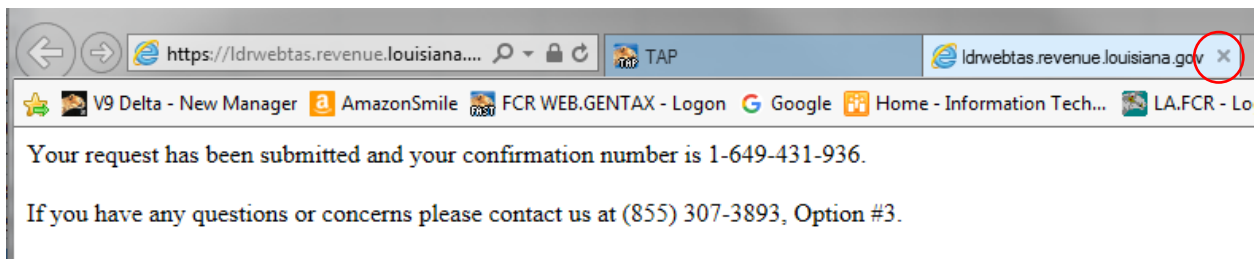 https://ldrwebtas.revenue.louisiana.... TAP ldrwebtas.revenue.louisiana.gov
V9 Delta - New Manager AmazonSmile FCR WEB.GENTAX - Logon Google Home - Information Tech... LA.FCR - Lo
Your request has been submitted and your confirmation number is 1-649-431-936.
If you have any questions or concerns please contact us at (855) 307-3893, Option #3.